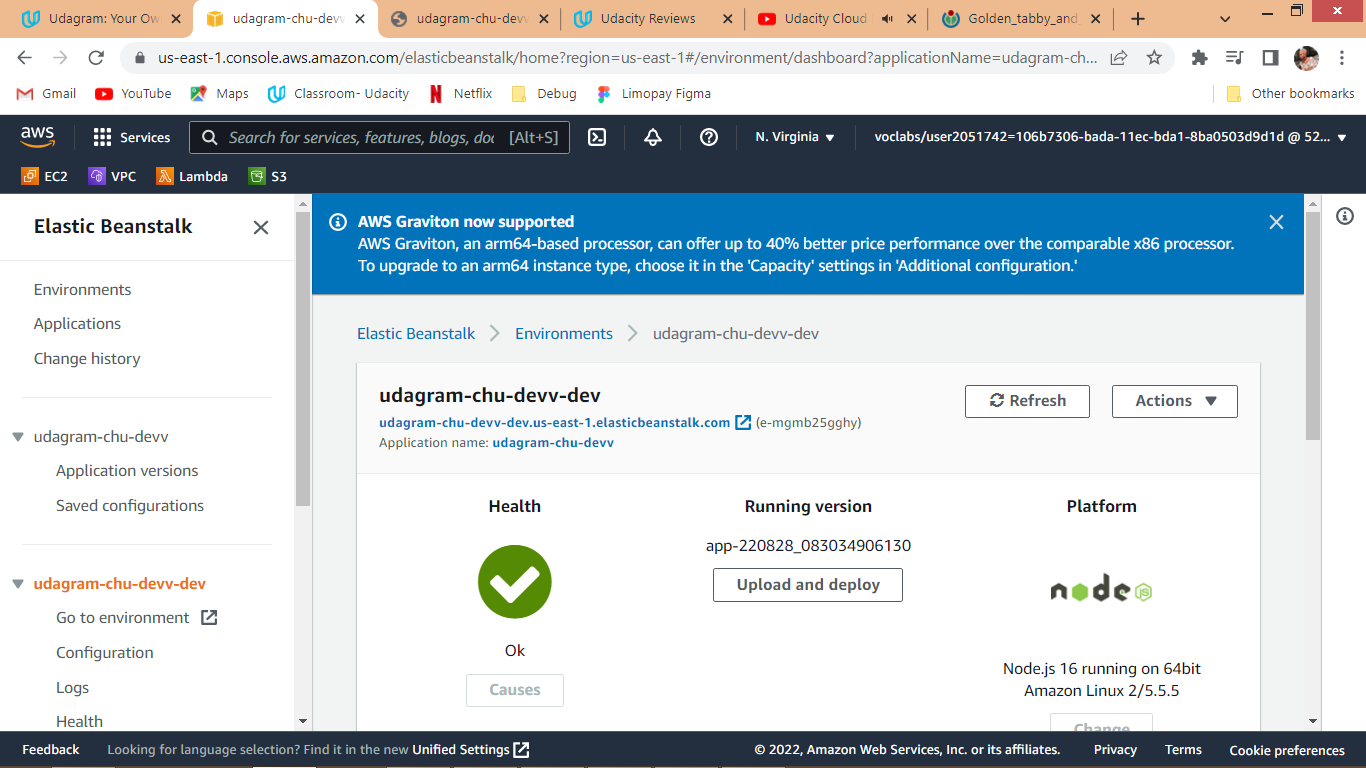 Udagram: Your Ow
udagram-chu-devv
udagram-chu-devv
Udacity Reviews
Udacity Cloud
Golden_tabby_and_
us-east-1.console.aws.amazon.com/elasticbeanstalk/home?region=us-east-1#/environment/dashboard?applicationName=udagram-ch...
Gmail
YouTube
Maps
Classroom- Udacity
Netflix
Debug
Limopay Figma
Other bookmarks
aws
Services
Search for services, features, blogs, doc [Alt+S]
N. Virginia
voclabs/user2051742=106b7306-bada-11ec-bda1-8ba0503d9d1d @ 52...
EC2
VPC
Lambda
S3
Elastic Beanstalk
Environments
Applications
Change history
udagram-chu-devv
Application versions
Saved configurations
udagram-chu-devv-dev
Go to environment
Configuration
Logs
Health
AWS Graviton now supported
AWS Graviton, an arm64-based processor, can offer up to 40% better price performance over the comparable x86 processor.
To upgrade to an arm64 instance type, choose it in the 'Capacity' settings in 'Additional configuration.'
Elastic Beanstalk
Environments
udagram-chu-devv-dev
udagram-chu-devv-dev
udagram-chu-devv-dev.us-east-1.elasticbeanstalk.com (e-mgmb25gghy)
Application name: udagram-chu-devv
Refresh
Actions
Health
Ok
Causes
Running version
app-220828_083034906130
Upload and deploy
Platform
node
JS
Node.js 16 running on 64bit
Amazon Linux 2/5.5.5
Change
Feedback
Looking for language selection? Find it in the new Unified Settings
© 2022, Amazon Web Services, Inc. or its affiliates.
Privacy
Terms
Cookie preferences